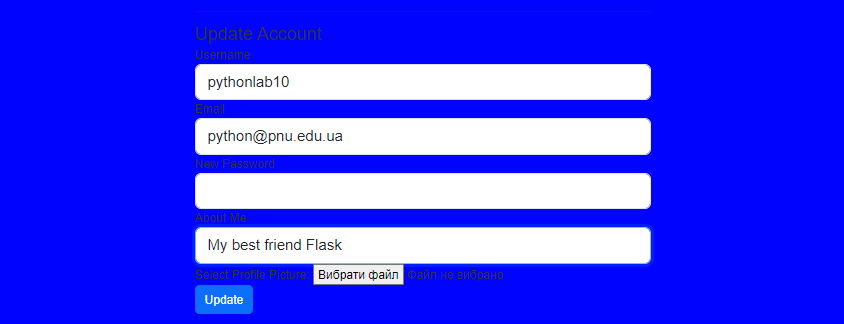 Update Account
Username
pythonlab10
Email
python@pnu.edu.ua
New Password
About Me
My best friend Flask
Select Profile Picture Вибрати файл Файл не вибрано
Update